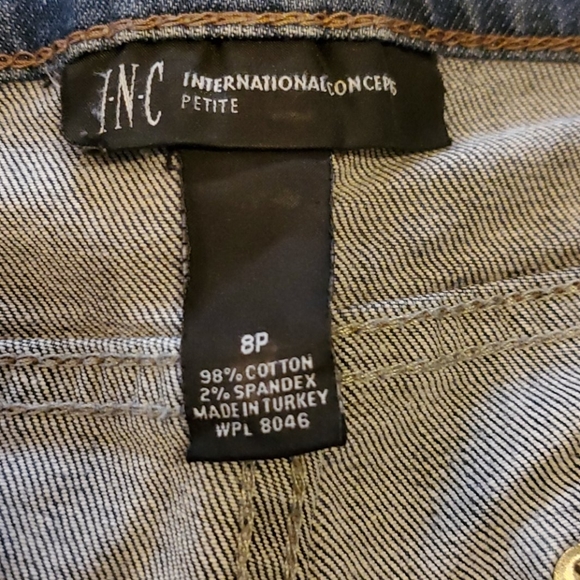 I·N·C INTERNATIONAL CONCEPTS
PETITE
8P
98% COTTON
2% SPANDEX
MADE IN TURKEY
WPL 8046